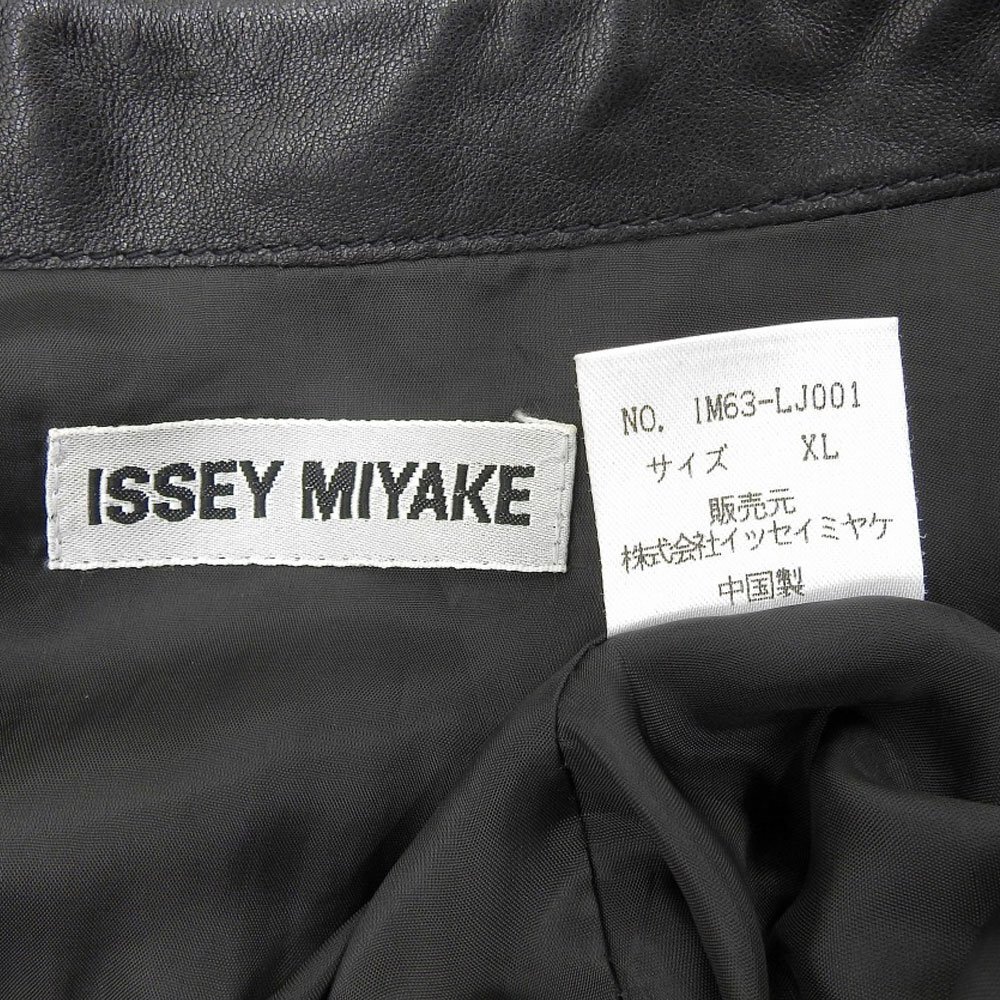 ISSEY MIYAKE
NO. IM63-LJ001
サイズ XL
販売元
株式会社イッセイミヤケ
中国製